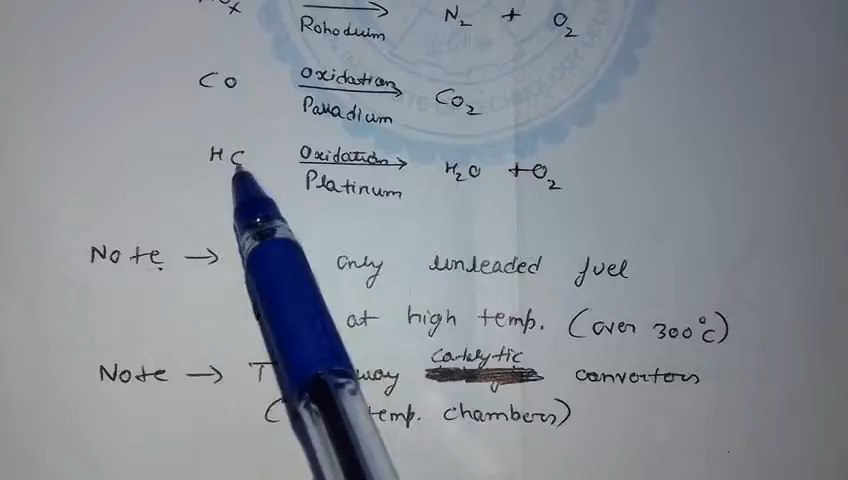 Rohodium N2 + O2
CO Oxidation Palladium CO2
HC Oxidation Platinum H2O + O2
Note → only unleaded fuel
at high temp. (over 300°C)
Note → T way catalytic convertors
( temp. chambers)